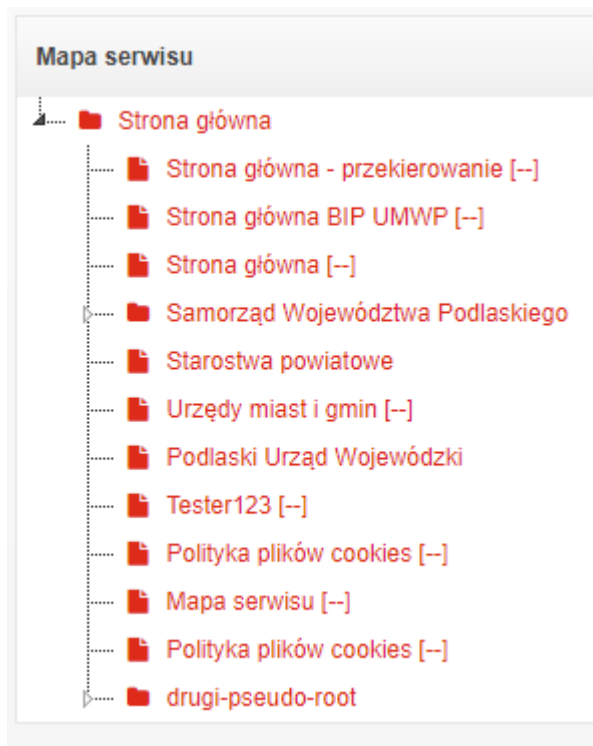 Mapa serwisu
Strona główna
Strona główna - przekierowanie [--]
Strona główna BIP UMWP [--]
Strona główna [--]
Samorząd Województwa Podlaskiego
Starostwa powiatowe
Urzędy miast i gmin [--]
Podlaski Urząd Wojewódzki
Tester123 [--]
Polityka plików cookies [--]
Mapa serwisu [--]
Polityka plików cookies [--]
drugi-pseudo-root